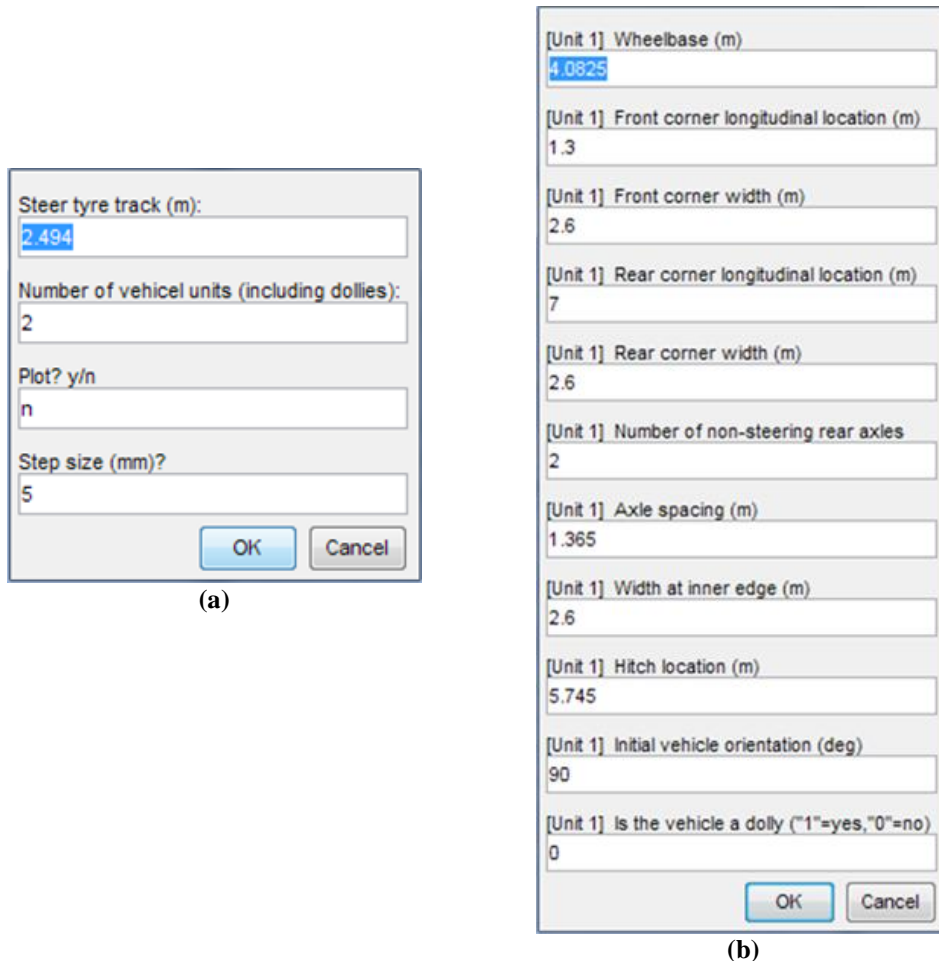 Steer tyre track (m):
2.494
Number of vehicel units (including dollies):
2
Plot? y/n
n
Step size (mm)?
5
OK Cancel
(a)
[Unit 1] Wheelbase (m)
4.0825
[Unit 1] Front corner longitudinal location (m)
1.3
[Unit 1] Front corner width (m)
2.6
[Unit 1] Rear corner longitudinal location (m)
7
[Unit 1] Rear corner width (m)
2.6
[Unit 1] Number of non-steering rear axles
2
[Unit 1] Axle spacing (m)
1.365
[Unit 1] Width at inner edge (m)
2.6
[Unit 1] Hitch location (m)
5.745
[Unit 1] Initial vehicle orientation (deg)
90
[Unit 1] Is the vehicle a dolly ("1"=yes,"0"=no)
0
OK Cancel
(b)